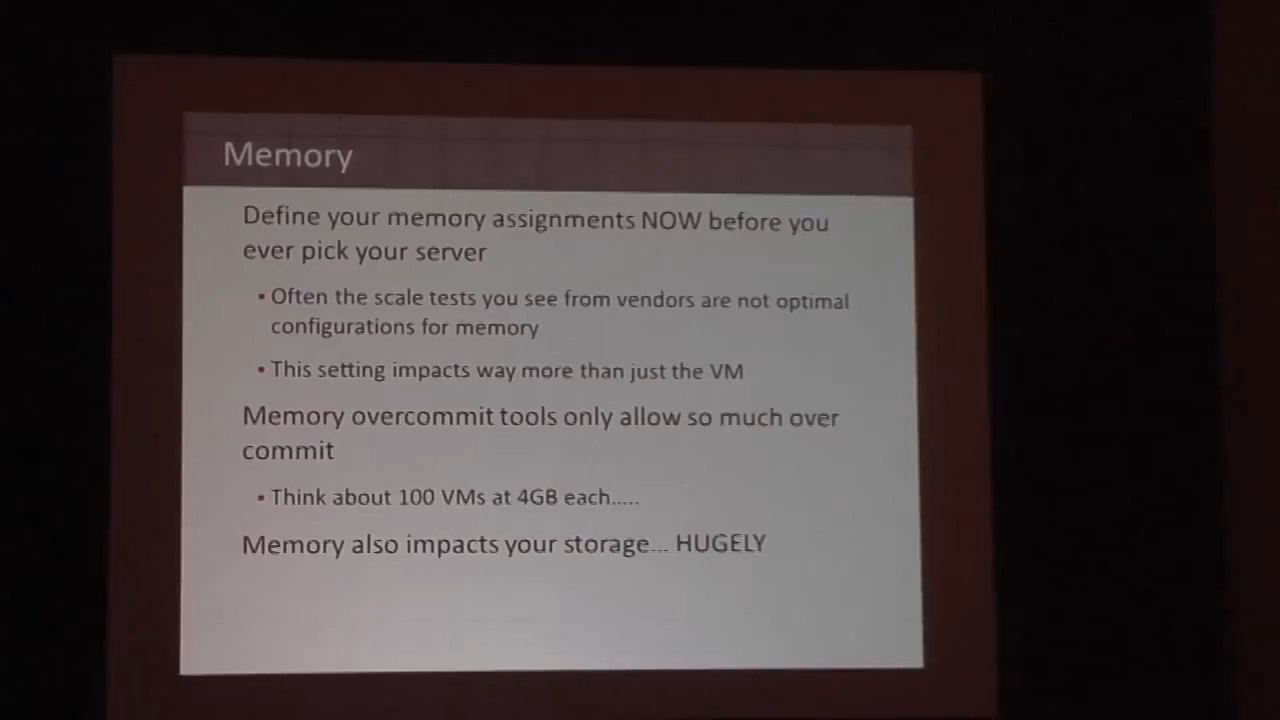 Memory
Define your memory assignments NOW before you
ever pick your server
▪ Often the scale tests you see from vendors are not optimal
configurations for memory
▪ This setting impacts way more than just the VM
Memory overcommit tools only allow so much over
commit
▪ Think about 100 VMs at 4GB each.....
Memory also impacts your storage... HUGELY